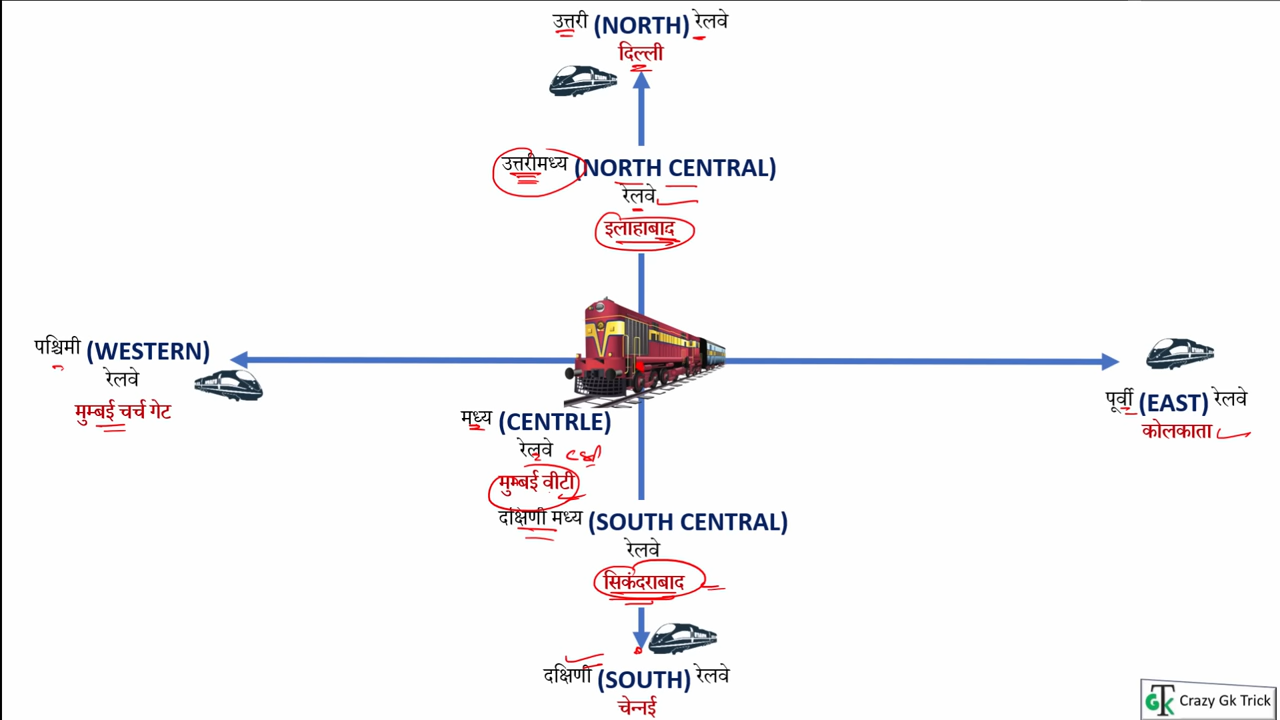 उत्तरी (NORTH) रेलवे
दिल्ली
उत्तरीमध्य (NORTH CENTRAL)
रेलवे
इलाहाबाद
पश्चिमी (WESTERN)
रेलवे
मुम्बई चर्च गेट
पूर्वी (EAST) रेलवे
कोलकाता
मध्य (CENTRLE)
रेलवे
मुम्बई वीटी
दक्षिणी मध्य (SOUTH CENTRAL)
रेलवे
सिकंदराबाद
दक्षिणी (SOUTH) रेलवे
चेन्नई
GTK Crazy Gk Trick